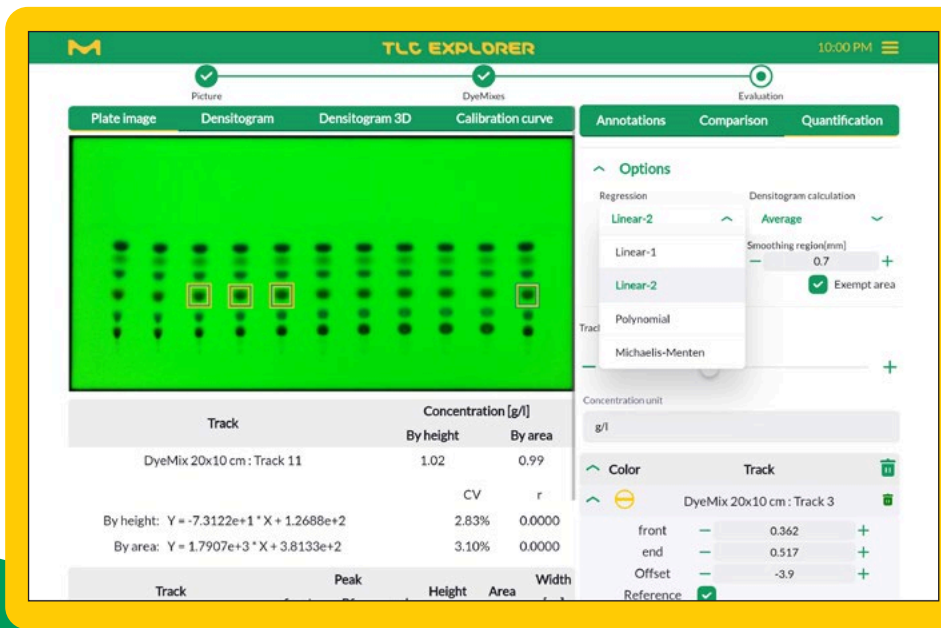 TLC EXPLORER
10:00 PM
Picture
DyeMixes
Evaluation
Plate image
Densitogram
Densitogram 3D
Calibration curve
Annotations
Comparison
Quantification
Options
Regression
Densitogram calculation
Linear-2
Average
Linear-1
Linear-2
Polynomial
Michaelis-Menten
Smoothing region[mm]
0.7
Exempt area
Concentration unit
g/l
Track
Concentration [g/l]
By height By area
DyeMix 20x10 cm : Track 11 1.02 0.99
CV r
By height: Y = -7.3122e+1 * X + 1.2688e+2 2.83% 0.0000
By area: Y = 1.7907e+3 * X + 3.8133e+2 3.10% 0.0000
Track
Peak
Height Area
Width
Color Track
DyeMix 20x10 cm : Track 3
front 0.362
end 0.517
Offset -3.9
Reference